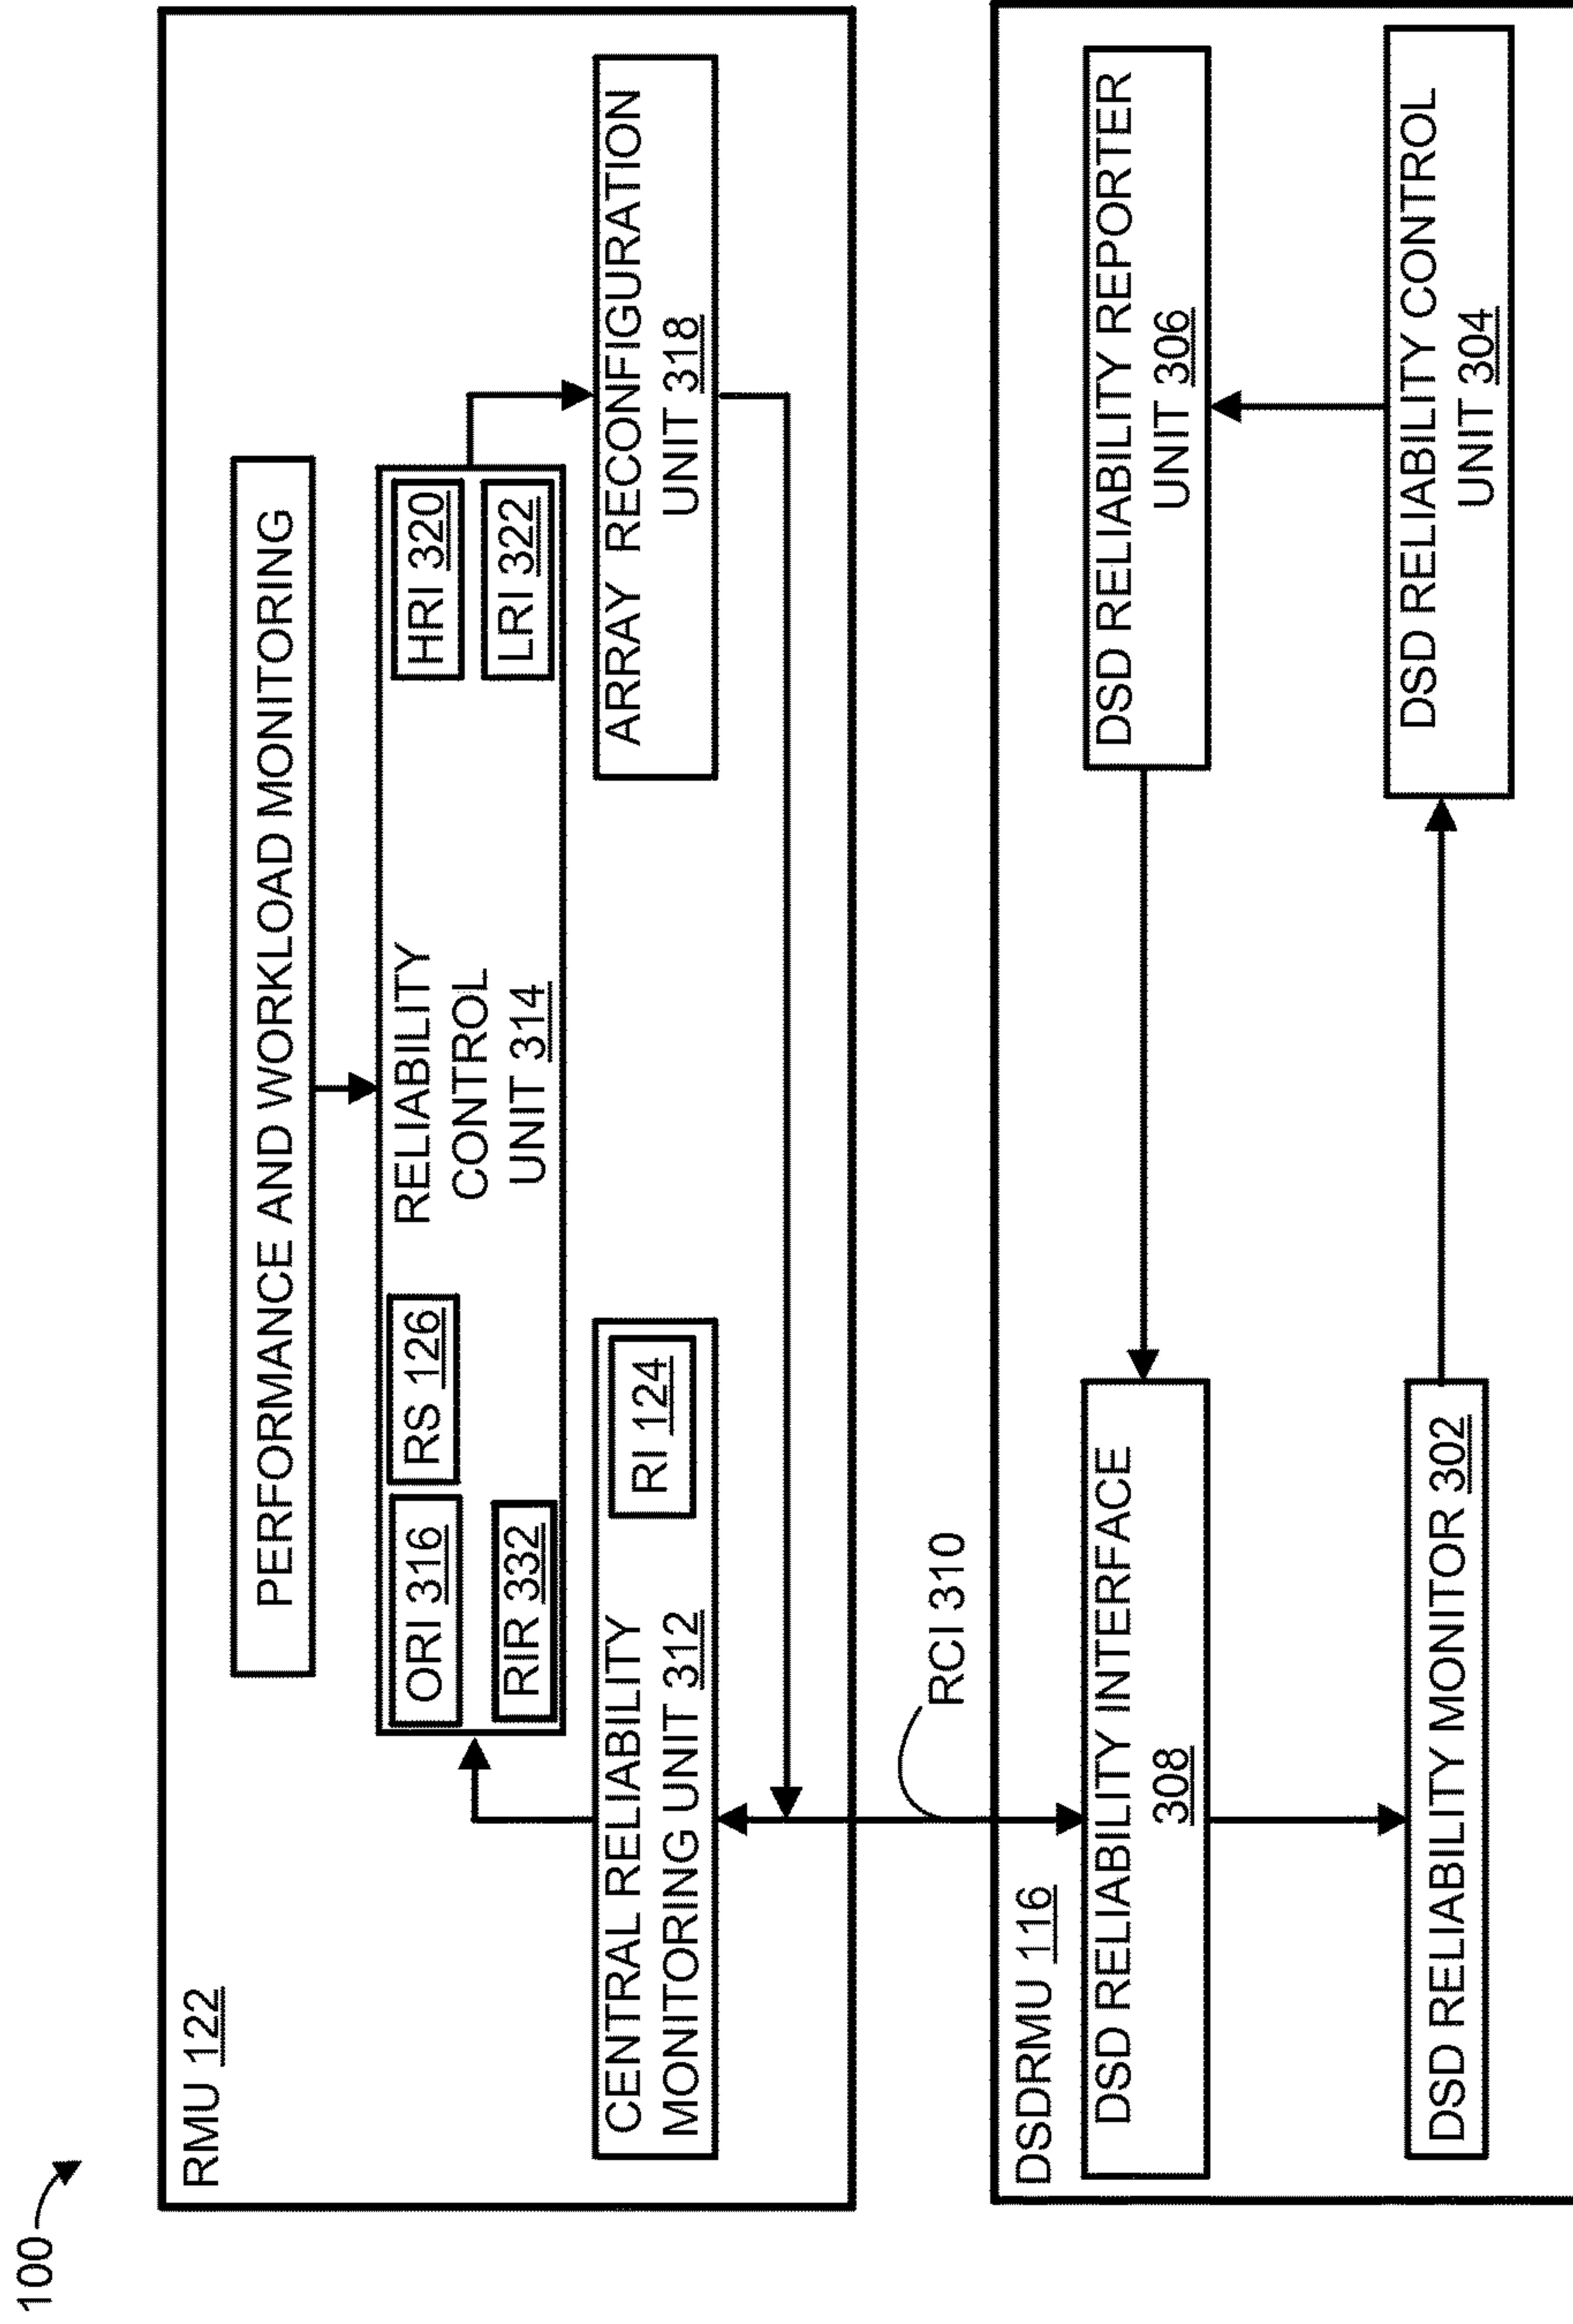 100
RMU 122
PERFORMANCE AND WORKLOAD MONITORING
ORI 316
RS 126
RIR 332
RELIABILITY
CONTROL
UNIT 314
HRI 320
LRI 322
CENTRAL RELIABILITY
MONITORING UNIT 312
RI 124
ARRAY RECONFIGURATION
UNIT 318
RCI 310
DSDRMU 116
DSD RELIABILITY INTERFACE
308
DSD RELIABILITY REPORTER
UNIT 306
DSD RELIABILITY MONITOR 302
DSD RELIABILITY CONTROL
UNIT 304